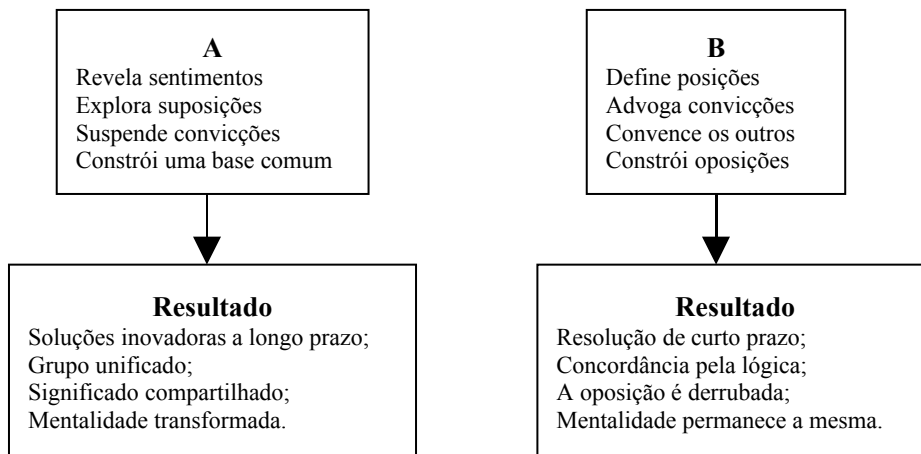 A
Revela sentimentos
Explora suposições
Suspende convicções
Constrói uma base comum
B
Define posições
Advoga convicções
Convence os outros
Constrói oposições
Resultado
Soluções inovadoras a longo prazo;
Grupo unificado;
Significado compartilhado;
Mentalidade transformada.
Resultado
Resolução de curto prazo;
Concordância pela lógica;
A oposição é derrubada;
Mentalidade permanece a mesma.